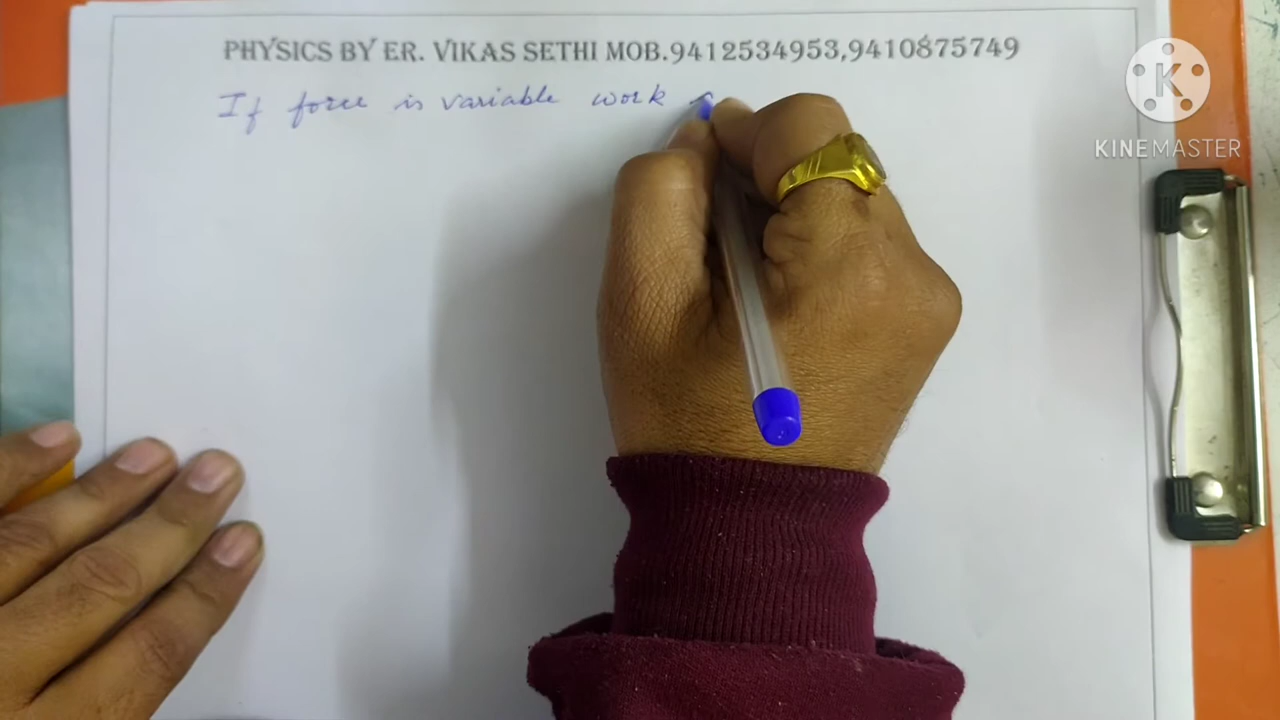 PHYSICS BY ER. VIKAS SETHI MOB.9412534953,9410875749
If force is variable work
K
KINEMASTER